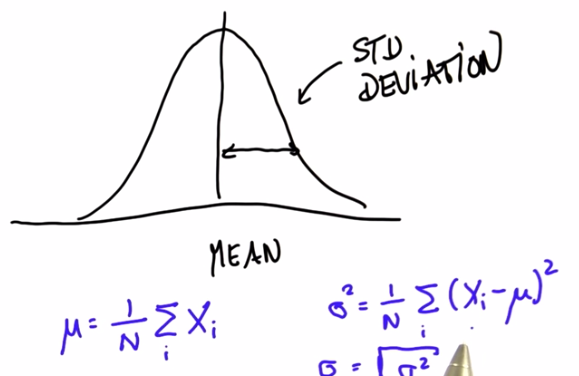 STD
DEVIATION
MEAN
μ = 1/N Σ_i X_i
σ² = 1/N Σ_i (X_i - μ)²
σ = √σ²